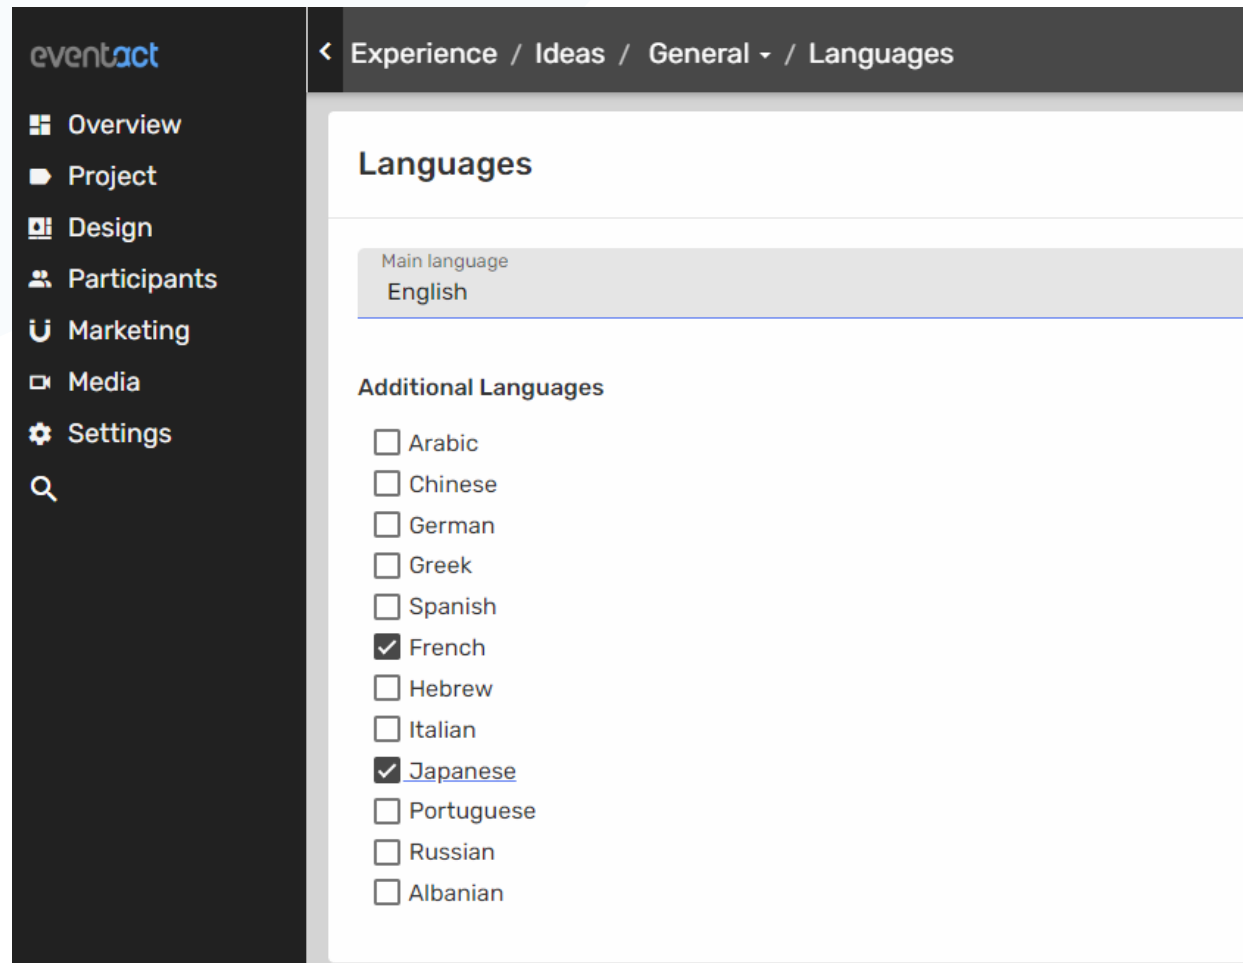 eventact
Overview
Project
Design
Participants
Marketing
Media
Settings
Experience / Ideas / General / Languages
Languages
Main language
English
Additional Languages
Arabic
Chinese
German
Greek
Spanish
French
Hebrew
Italian
Japanese
Portuguese
Russian
Albanian